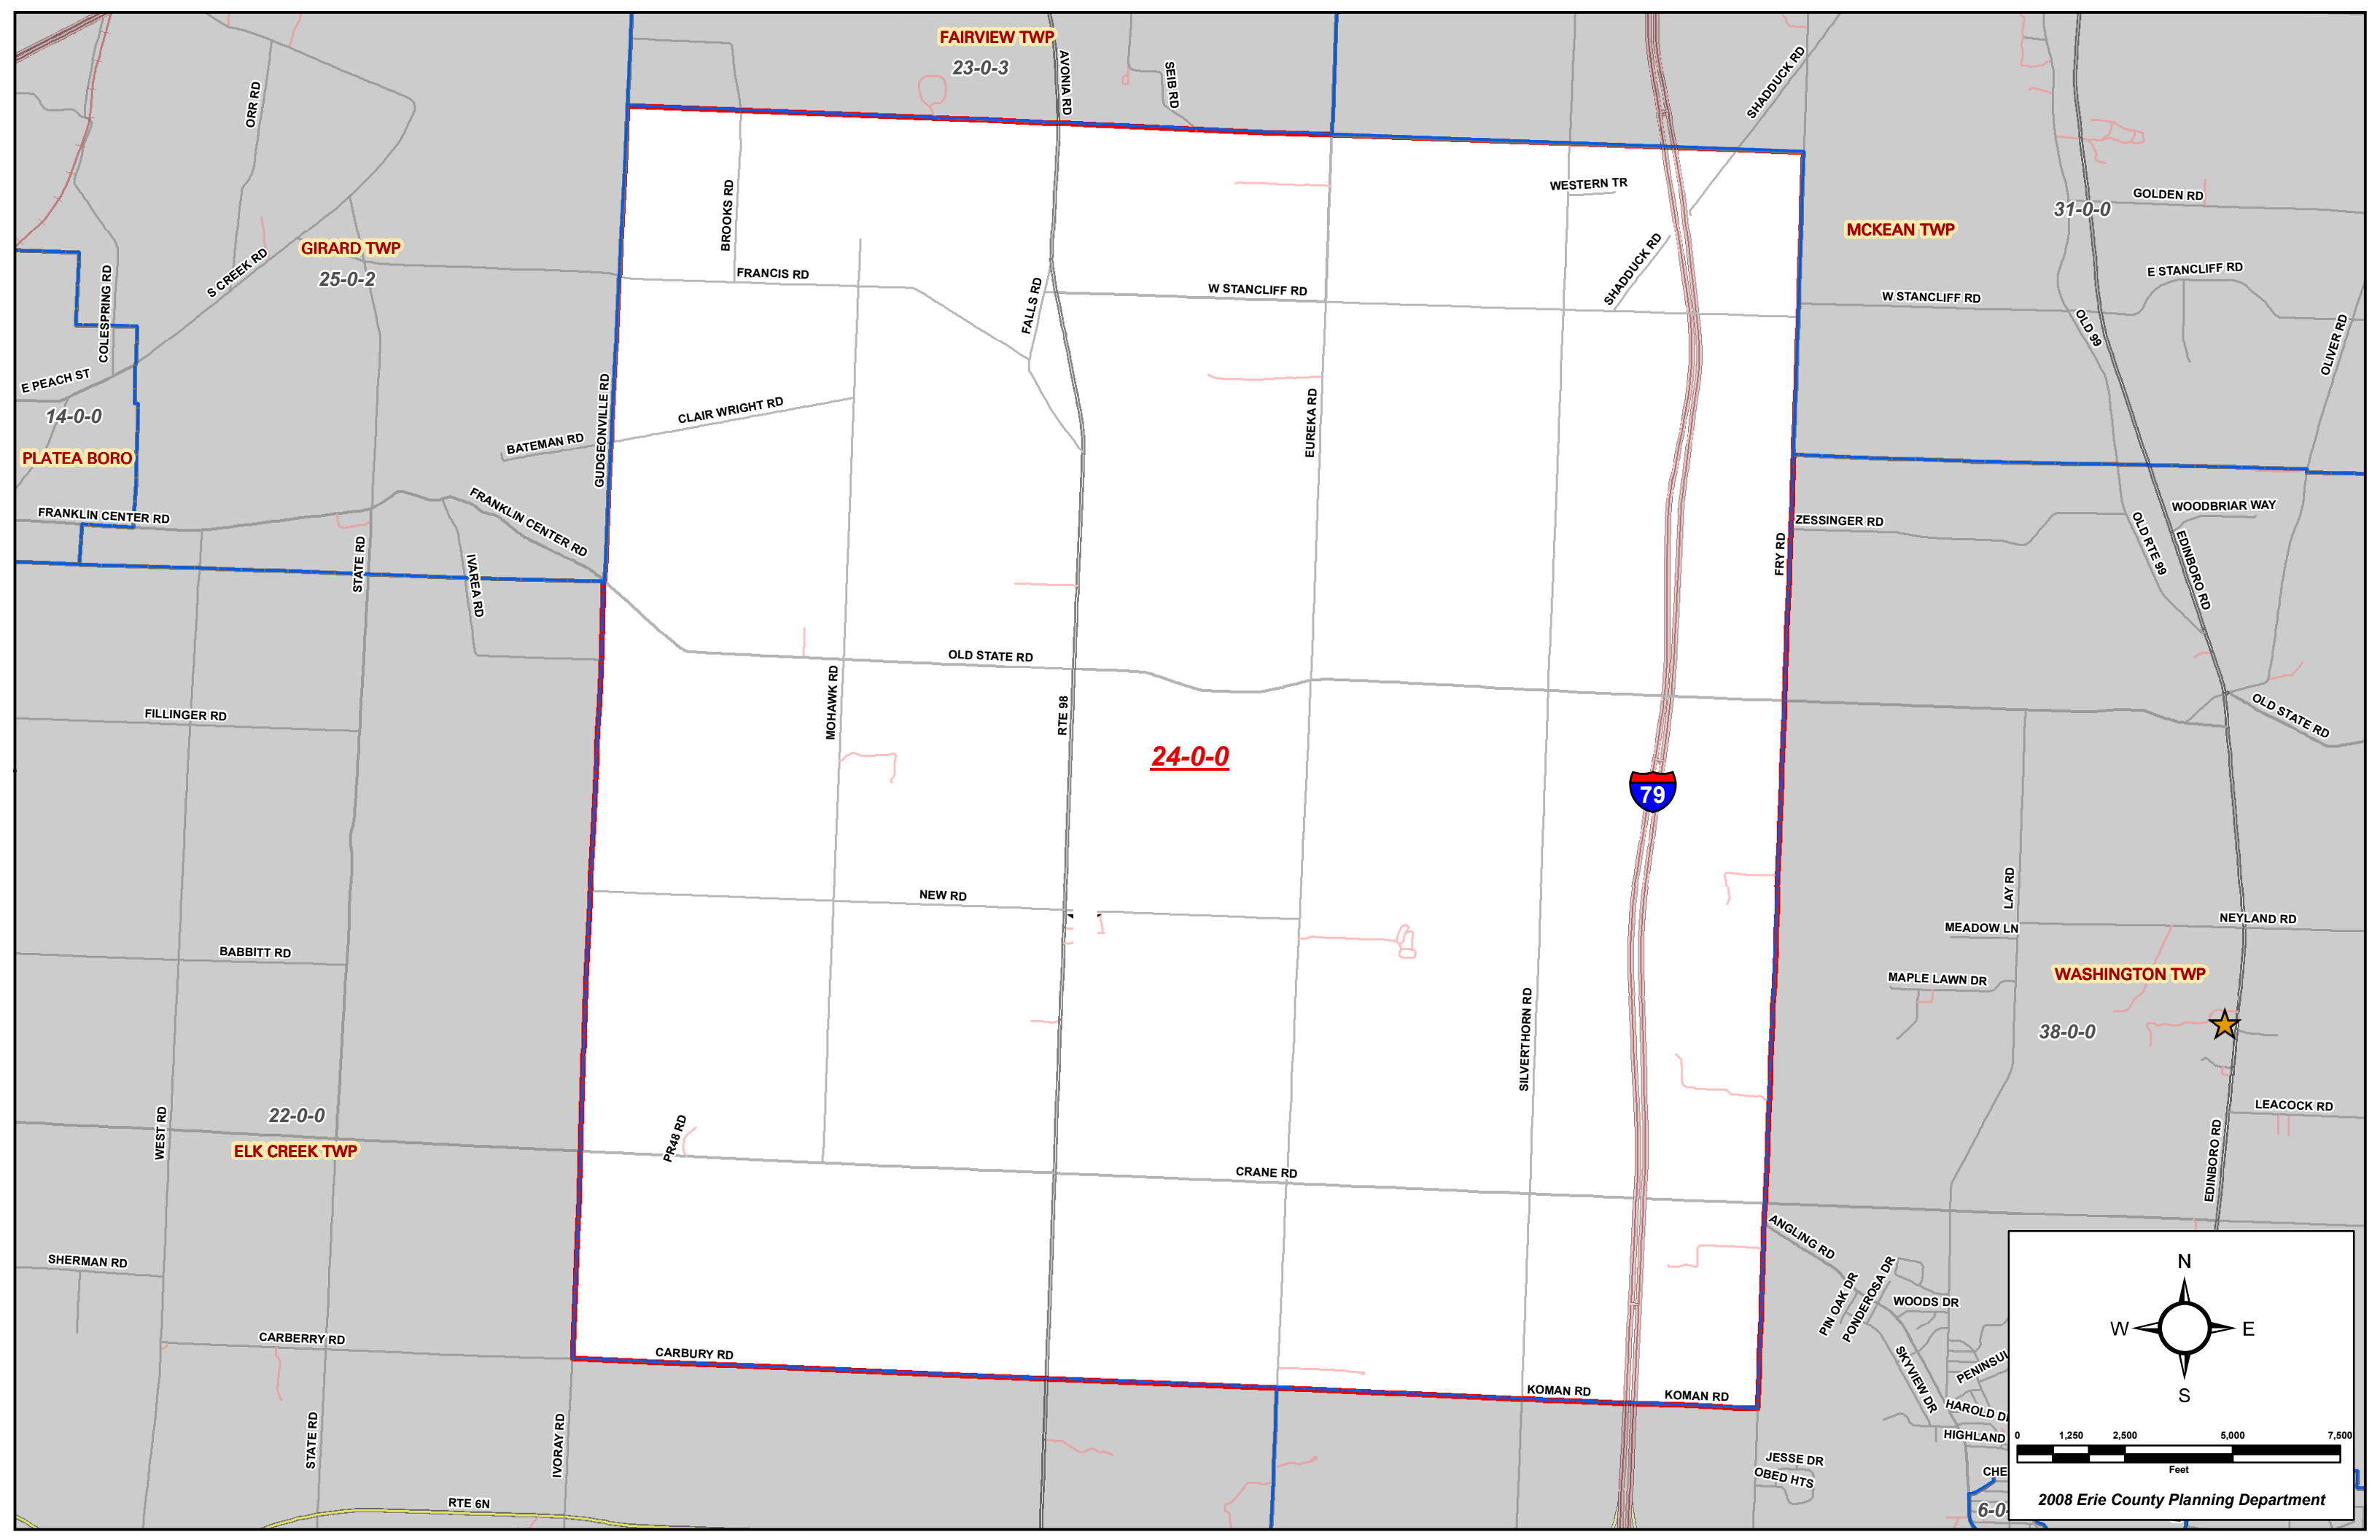 FAIRVIEW TWP
23-0-3
AVONIA RD
SEIB RD
SHADDUCK RD
ORR RD
GOLDEN RD
31-0-0
MCKEAN TWP
WESTERN TR
BROOKS RD
GIRARD TWP
25-0-2
S CREEK RD
COLESPRING RD
FRANCIS RD
FALLS RD
W STANCLIFF RD
SHADDUCK RD
W STANCLIFF RD
E STANCLIFF RD
OLD 99
OLIVER RD
E PEACH ST
14-0-0
PLATEA BORO
GUDGEONVILLE RD
CLAIR WRIGHT RD
BATEMAN RD
EUREKA RD
FRANKLIN CENTER RD
FRANKLIN CENTER RD
STATE RD
IVAREA RD
FRY RD
ZESSINGER RD
WOODBRIAR WAY
OLD RTE 99
EDINBORO RD
OLD STATE RD
MOHAWK RD
RTE 98
FILLINGER RD
OLD STATE RD
24-0-0
79
NEW RD
LAY RD
NEYLAND RD
MEADOW LN
BABBITT RD
MAPLE LAWN DR
WASHINGTON TWP
38-0-0
SILVERTHORN RD
22-0-0
WEST RD
ELK CREEK TWP
PR48 RD
CRANE RD
LEACOCK RD
EDINBORO RD
ANGLING RD
SHERMAN RD
PIN OAK DR
PONDEROSA DR
WOODS DR
CARBERRY RD
CARBURY RD
SKYVIEW DR
PENINSUL
KOMAN RD
KOMAN RD
HAROLD D
HIGHLAND
STATE RD
IVORAY RD
JESSE DR
OBED HTS
CHE
RTE 6N
6-0
N
W
E
S
0 1,250 2,500 5,000 7,500
Feet
2008 Erie County Planning Department